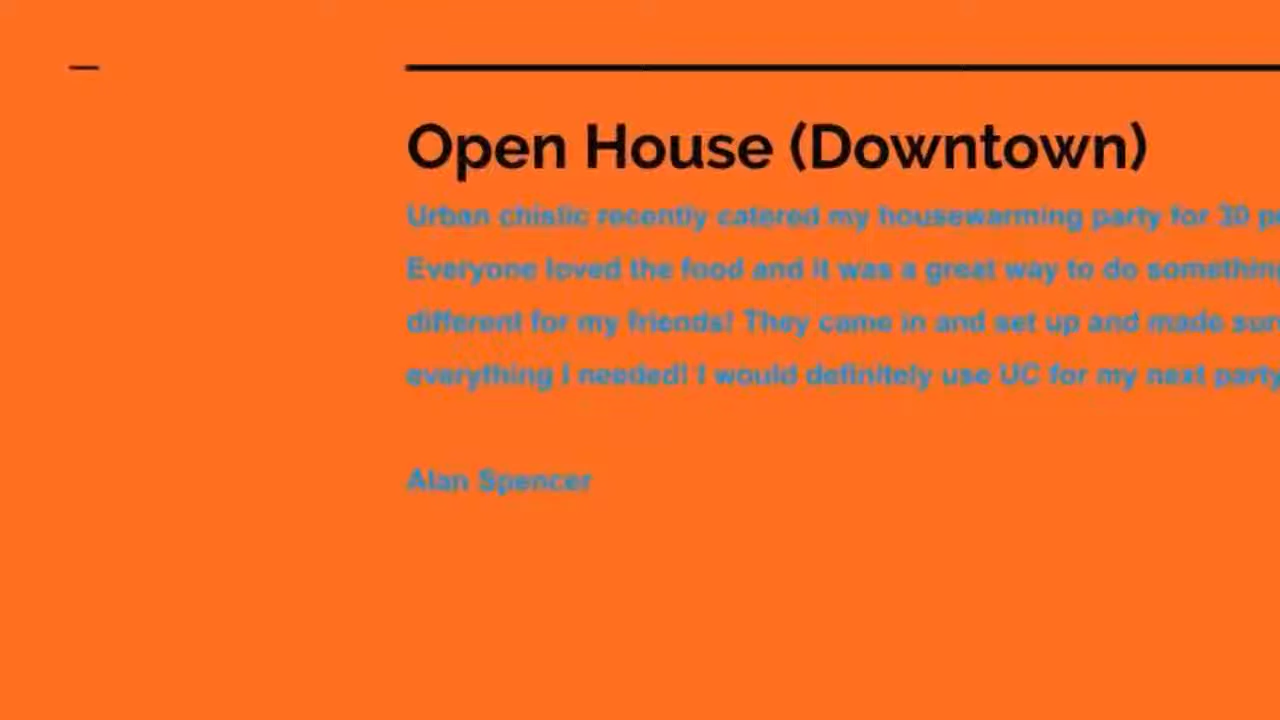 Open House (Downtown)
Urban chislic recently catered my housewarming party for 30
Everyone loved the food and it was a great way to do somethin
different for my friends! They came in and set up and made
everything I needed! I would definitely use UC for my next party
Alan Spencer